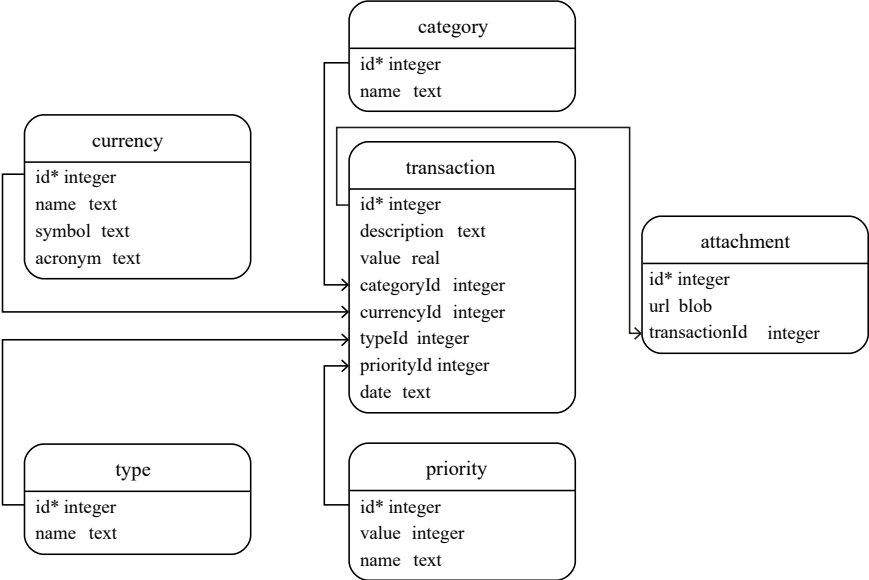 category
id* integer
name text
currency
id* integer
name text
symbol text
acronym text
transaction
id* integer
description text
value real
categoryId integer
currencyId integer
typeId integer
priorityId integer
date text
attachment
id* integer
url blob
transactionId integer
type
id* integer
name text
priority
id* integer
value integer
name text